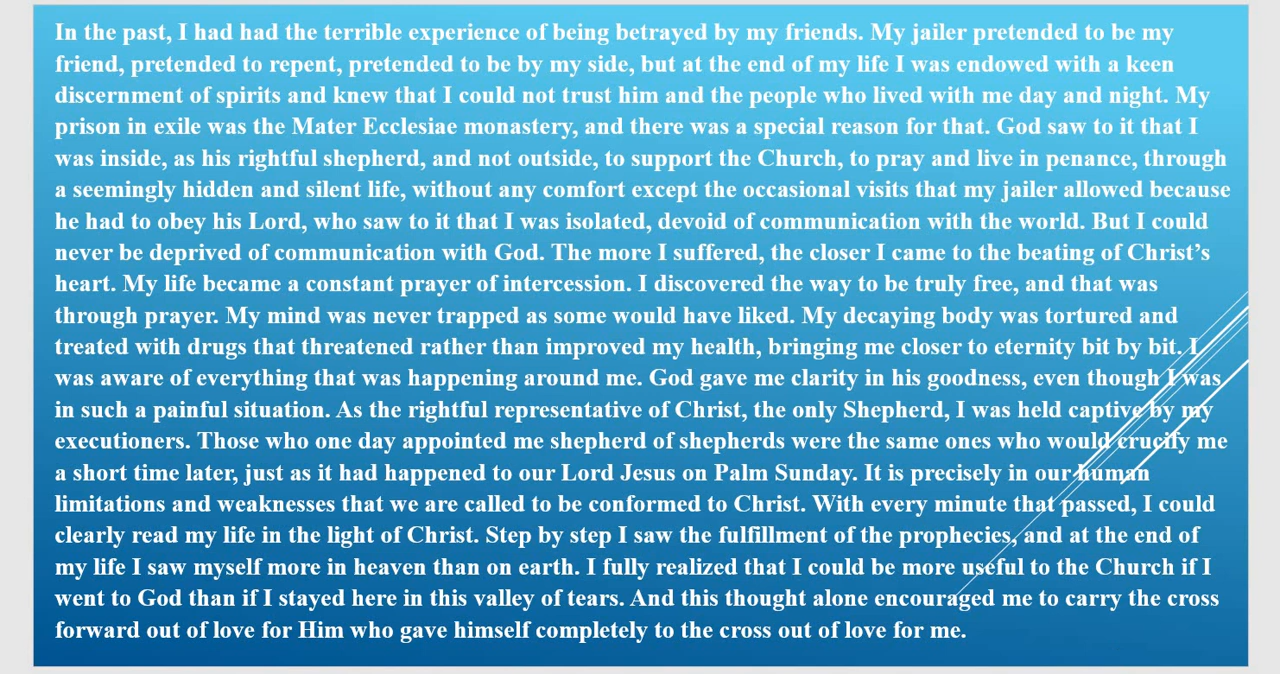 In the past, I had had the terrible experience of being betrayed by my friends. My jailer pretended to be my
friend, pretended to repent, pretended to be by my side, but at the end of my life I was endowed with a keen
discernment of spirits and knew that I could not trust him and the people who lived with me day and night. My
prison in exile was the Mater Ecclesiae monastery, and there was a special reason for that. God saw to it that I
was inside, as his rightful shepherd, and not outside, to support the Church, to pray and live in penance, through
a seemingly hidden and silent life, without any comfort except the occasional visits that my jailer allowed because
he had to obey his Lord, who saw to it that I was isolated, devoid of communication with the world. But I could
never be deprived of communication with God. The more I suffered, the closer I came to the beating of Christ’s
heart. My life became a constant prayer of intercession. I discovered the way to be truly free, and that was
through prayer. My mind was never trapped as some would have liked. My decaying body was tortured and
treated with drugs that threatened rather than improved my health, bringing me closer to eternity bit by bit. I
was aware of everything that was happening around me. God gave me clarity in his goodness, even though I was
in such a painful situation. As the rightful representative of Christ, the only Shepherd, I was held captive by my
executioners. Those who one day appointed me shepherd of shepherds were the same ones who would crucify me
a short time later, just as it had happened to our Lord Jesus on Palm Sunday. It is precisely in our human
limitations and weaknesses that we are called to be conformed to Christ. With every minute that passed, I could
clearly read my life in the light of Christ. Step by step I saw the fulfillment of the prophecies, and at the end of
my life I saw myself more in heaven than on earth. I fully realized that I could be more useful to the Church if I
went to God than if I stayed here in this valley of tears. And this thought alone encouraged me to carry the cross
forward out of love for Him who gave himself completely to the cross out of love for me.